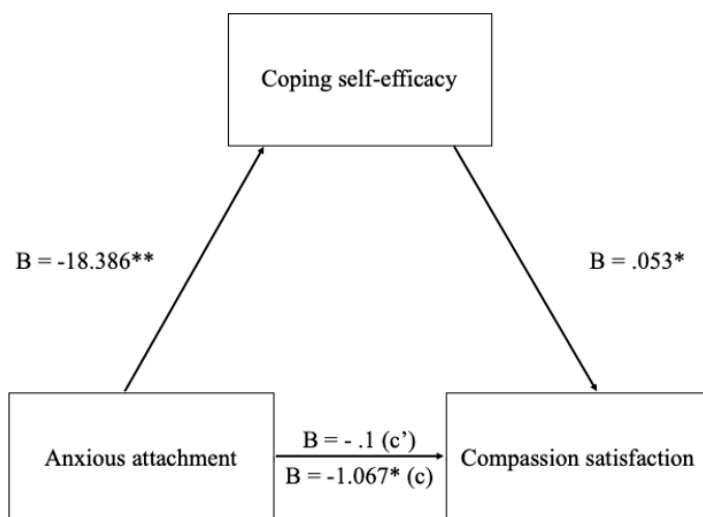 Coping self-efficacy
B = -18.386**
B = .053*
Anxious attachment
B = - .1 (c’)
B = -1.067* (c)
Compassion satisfaction